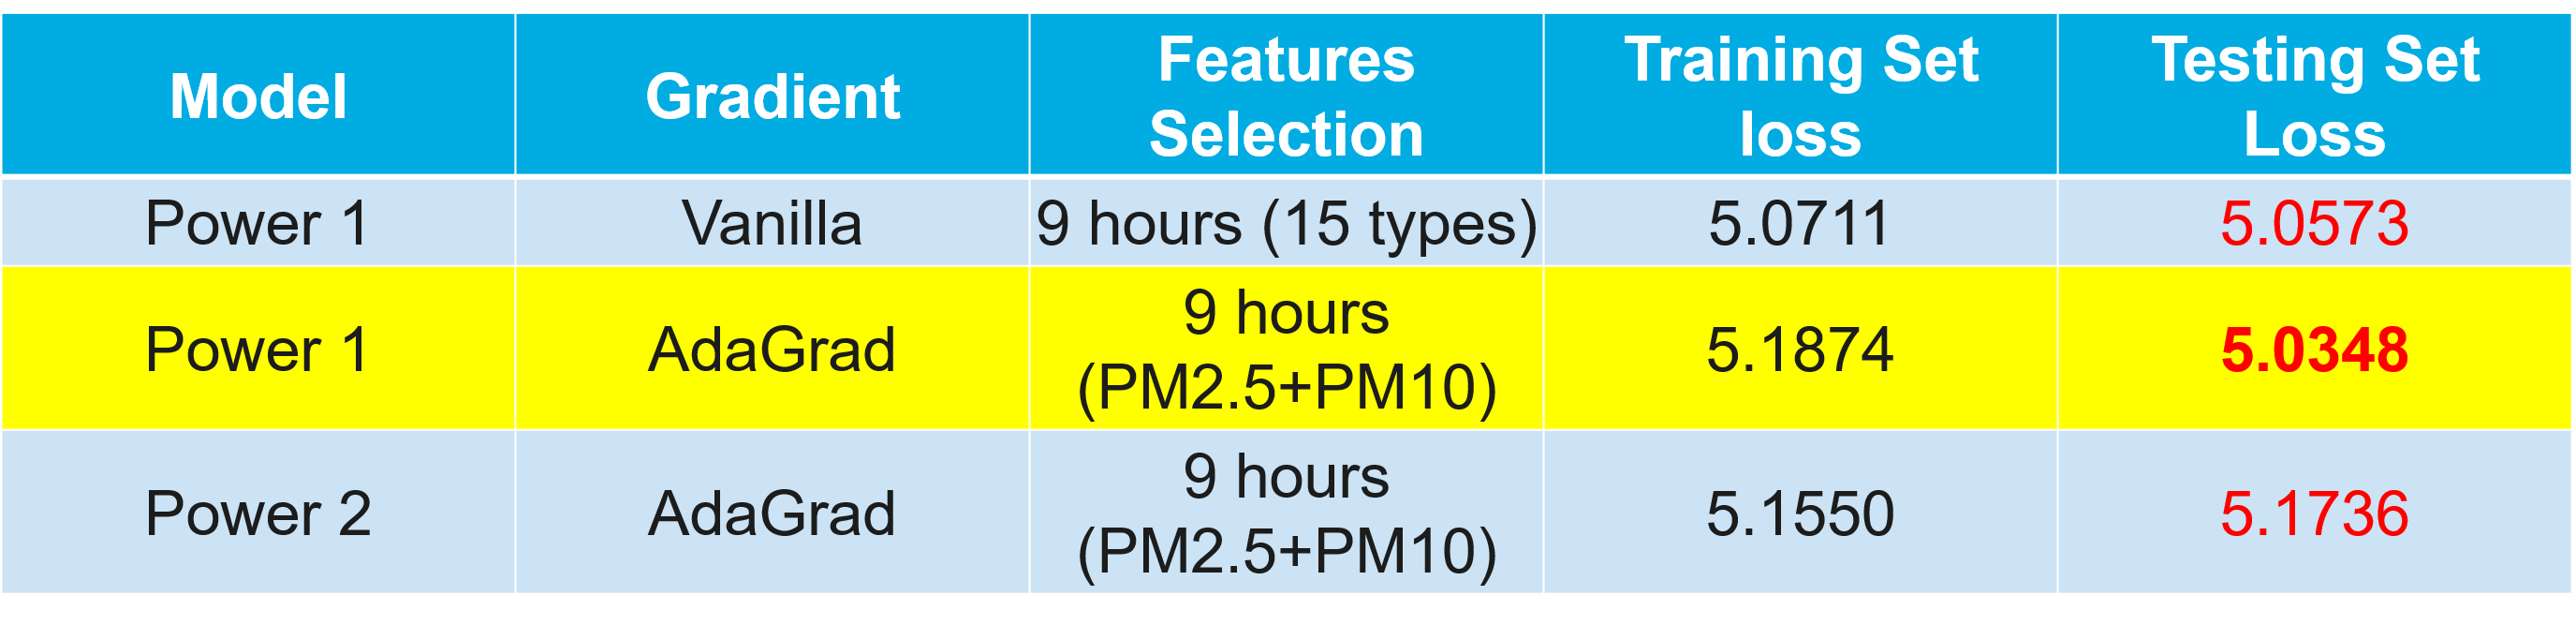 Model
Gradient
Features
Selection
Training Set
loss
Testing Set
Loss
Power 1
Vanilla
9 hours (15 types)
5.0711
5.0573
Power 1
AdaGrad
9 hours
(PM2.5+PM10)
5.1874
5.0348
Power 2
AdaGrad
9 hours
(PM2.5+PM10)
5.1550
5.1736